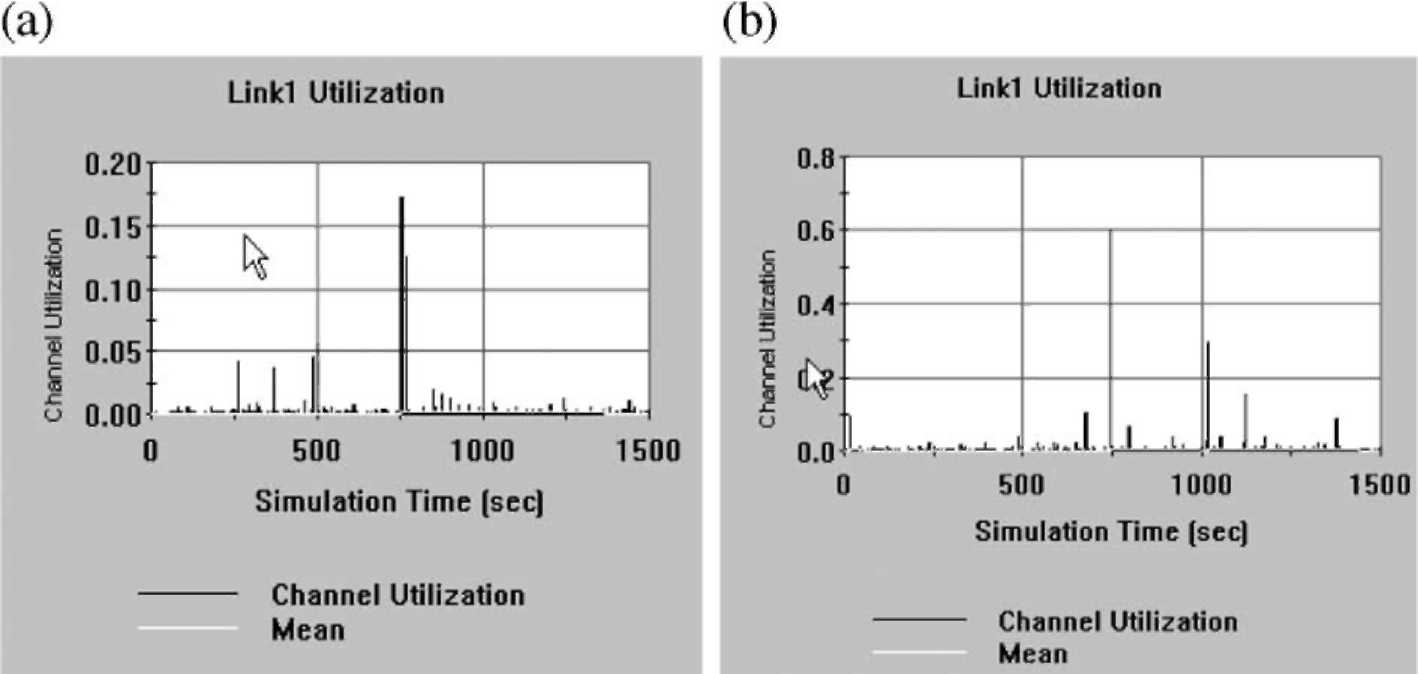 (a)
Link1 Utilization
0.20
0.15
0.10
0.05
0.00
Channel Utilization
0 500 1000 1500
Simulation Time (sec)
Channel Utilization
Mean
(b)
Link1 Utilization
0.8
0.6
0.4
0.0
Channel Utilization
0 500 1000 1500
Simulation Time (sec)
Channel Utilization
Mean